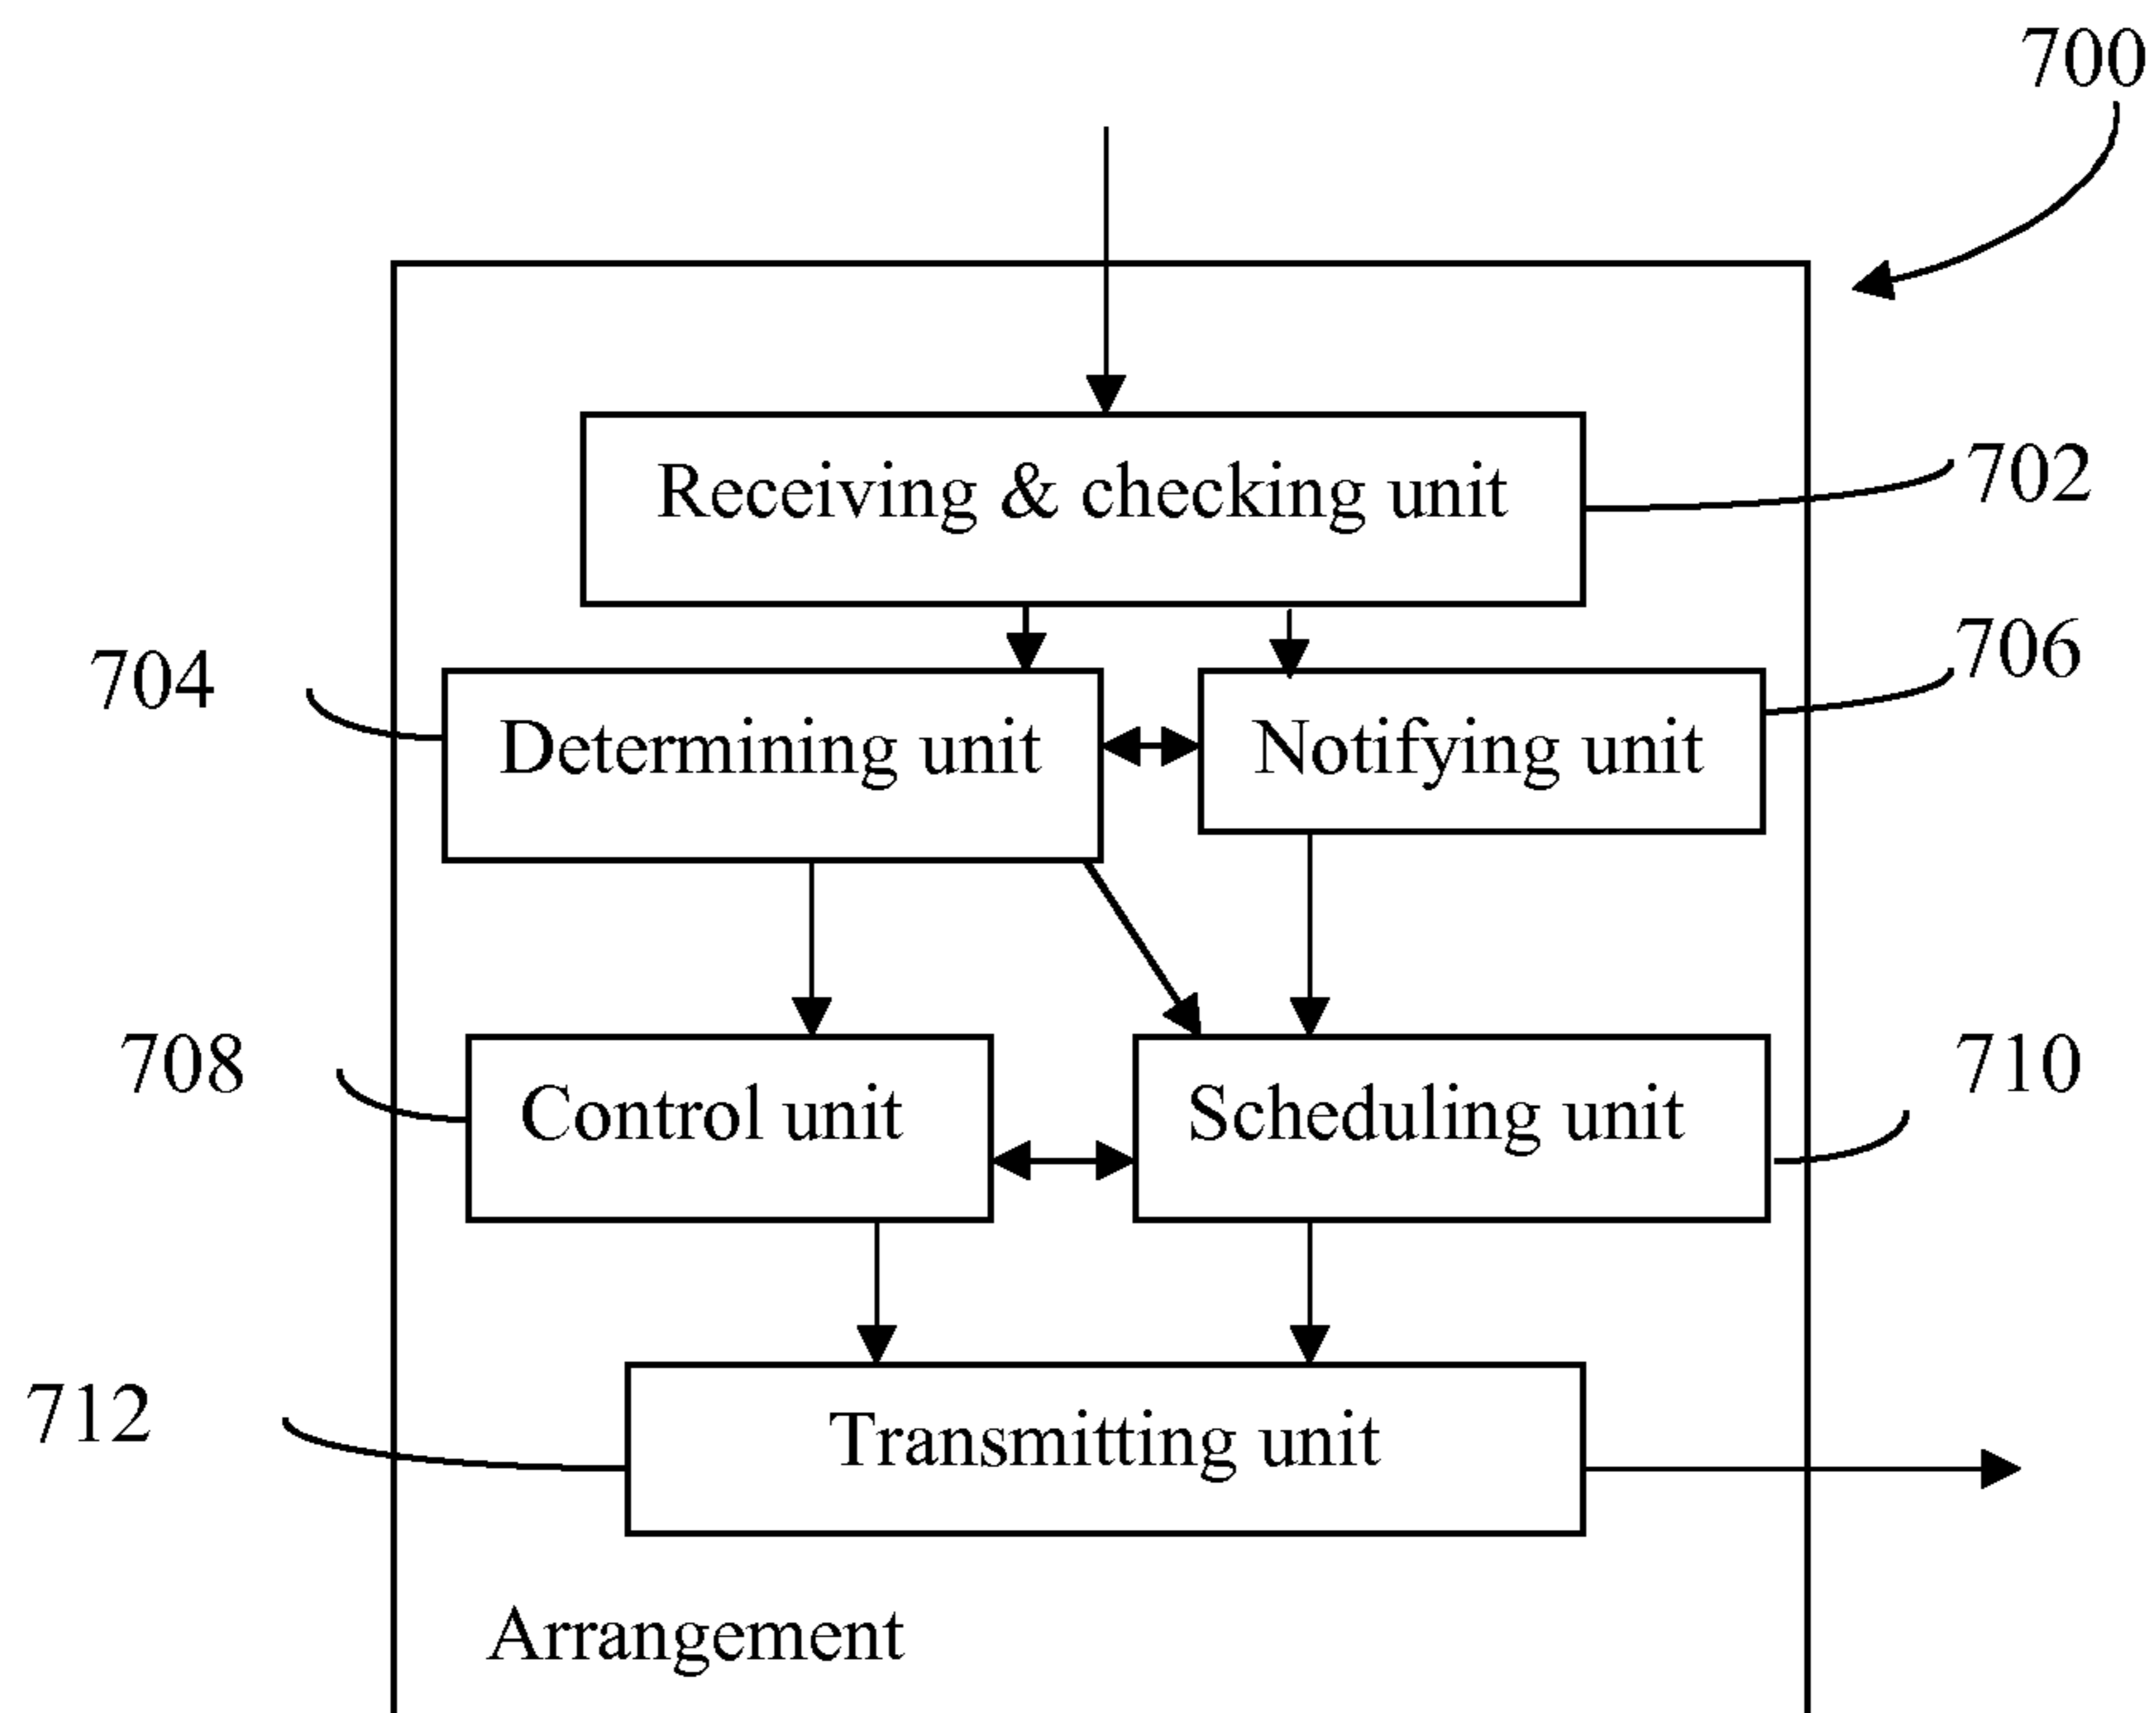 700
Receiving & checking unit
702
704
706
Determining unit
Notifying unit
708
710
Control unit
Scheduling unit
712
Transmitting unit
Arrangement